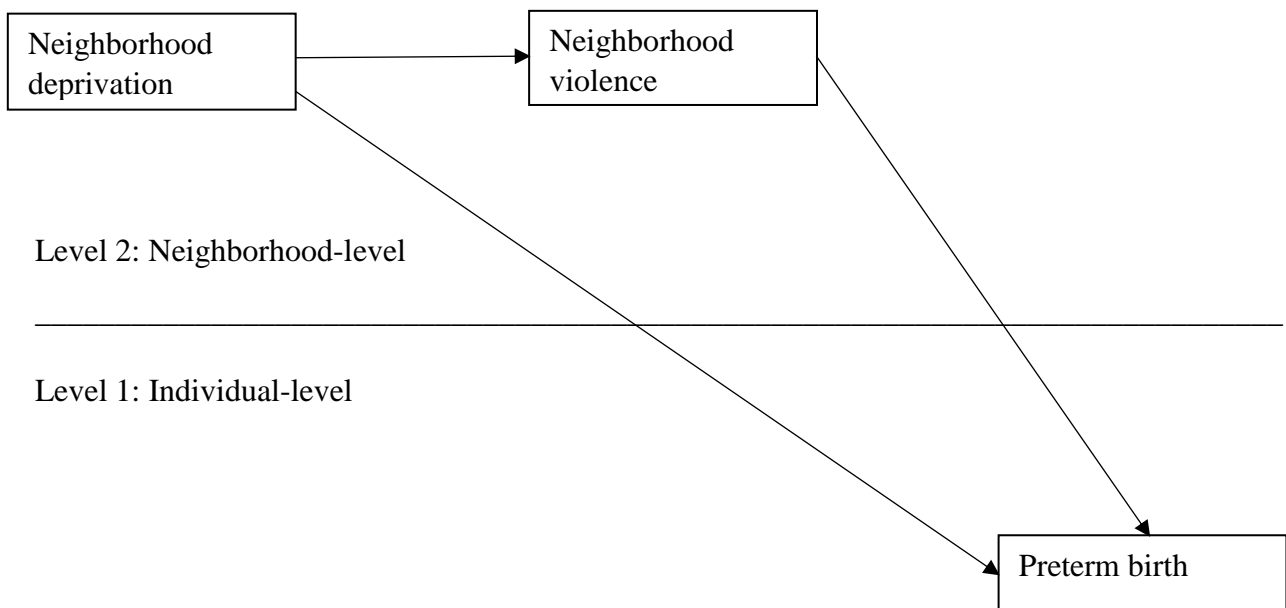 Neighborhood
deprivation
Neighborhood
violence
Level 2: Neighborhood-level
Level 1: Individual-level
Preterm birth